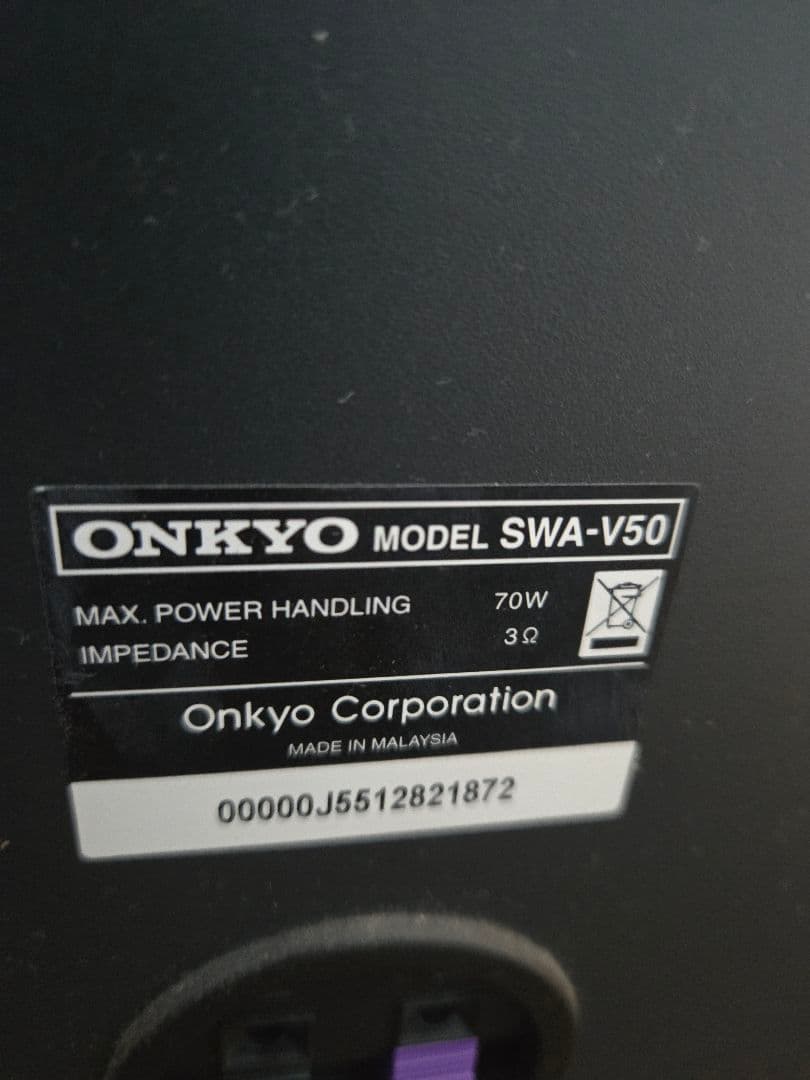 ONKYO MODEL SWA-V50
MAX. POWER HANDLING 70W
IMPEDANCE 3Ω
Onkyo Corporation
MADE IN MALAYSIA
00000J5512821872